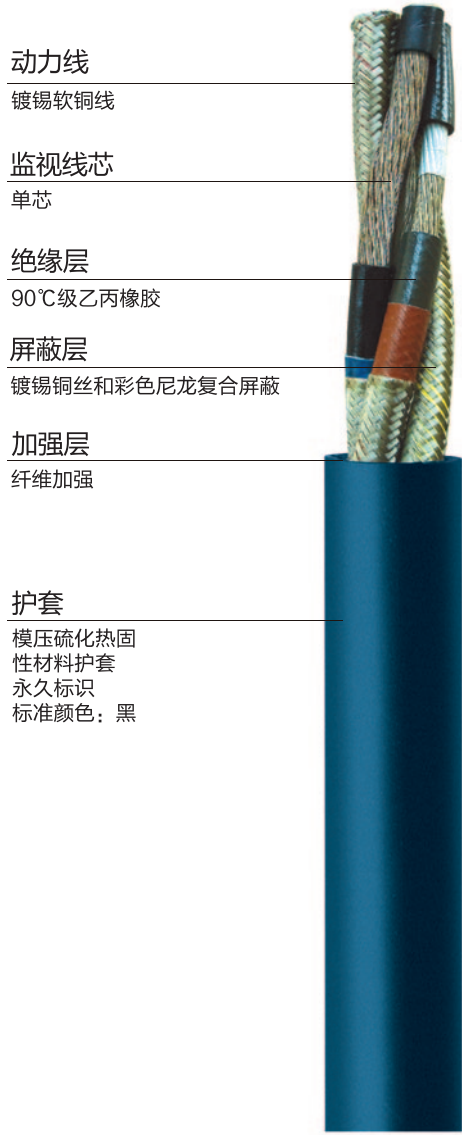 动力线
镀锡软铜线
监视线芯
单芯
绝缘层
90℃级乙丙橡胶
屏蔽层
镀锡铜丝和彩色尼龙复合屏蔽
加强层
纤维加强
护套
模压硫化热固
性材料护套
永久标识
标准颜色：黑